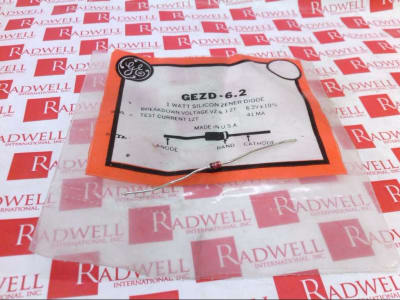 GE
GEZD-6.2
1 WATT SILICON ZENER DIODE
BREAKDOWN VOLTAGE VZ @ IZT 6.2V±10%
TEST CURRENT IZT 41 MA
MADE IN U.S.A.
ANODE BAND CATHODE
RADWELL
INTERNATIONAL, INC.